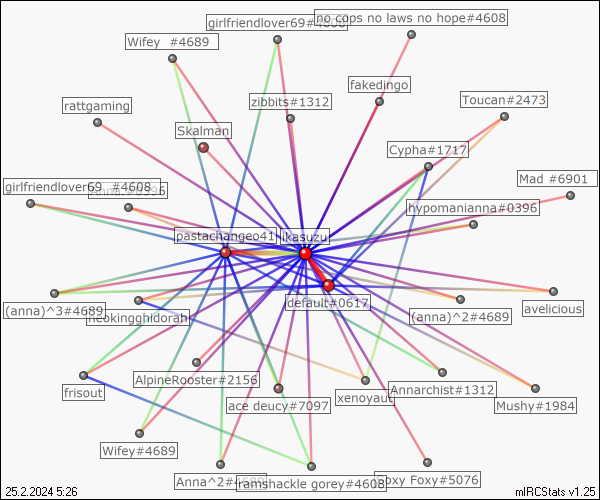 girlfriendlover69 #4608
no cops no laws no hope#4608
Wifey #4689
fakedingo
rattgaming
zibbits#1312
Toucan#2473
Skalman
Cypha#1717
girlfriendlover69 #4608
Anna.#0396
Mad #6901
hypomanianna#0396
pastachangeo41
ikasuzu
default#0617
(anna)^3#4689
neokingghidorah
(anna)^2#4689
avelicious
frisout
AlpineRooster#2156
ace deucy#7097
xenoyaut
Annarchist#1312
Mushy#1984
Wifey#4689
Anna^2#4689
ramshackle gorey#4608
Foxy Foxy#5076
25.2.2024 5:26
mIRCStats v1.25